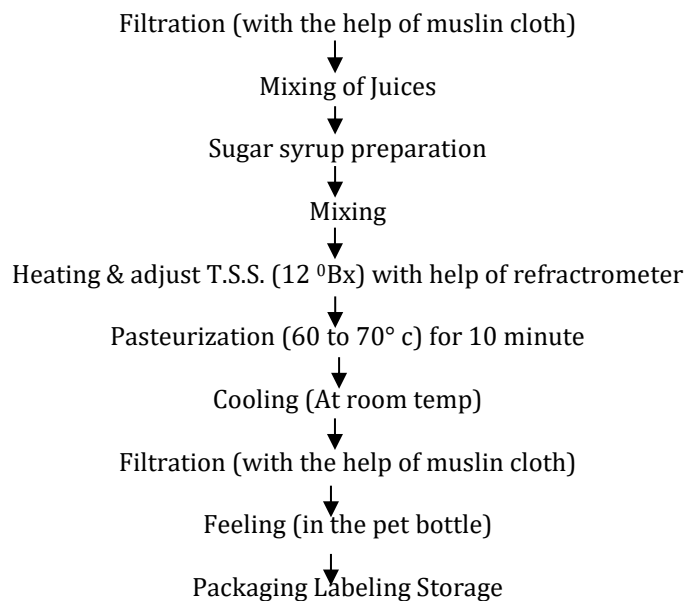 Filtration (with the help of muslin cloth)
Mixing of Juices
Sugar syrup preparation
Mixing
Heating & adjust T.S.S. (12 ⁰Bx) with help of refractrometer
Pasteurization (60 to 70° c) for 10 minute
Cooling (At room temp)
Filtration (with the help of muslin cloth)
Feeling (in the pet bottle)
Packaging Labeling Storage